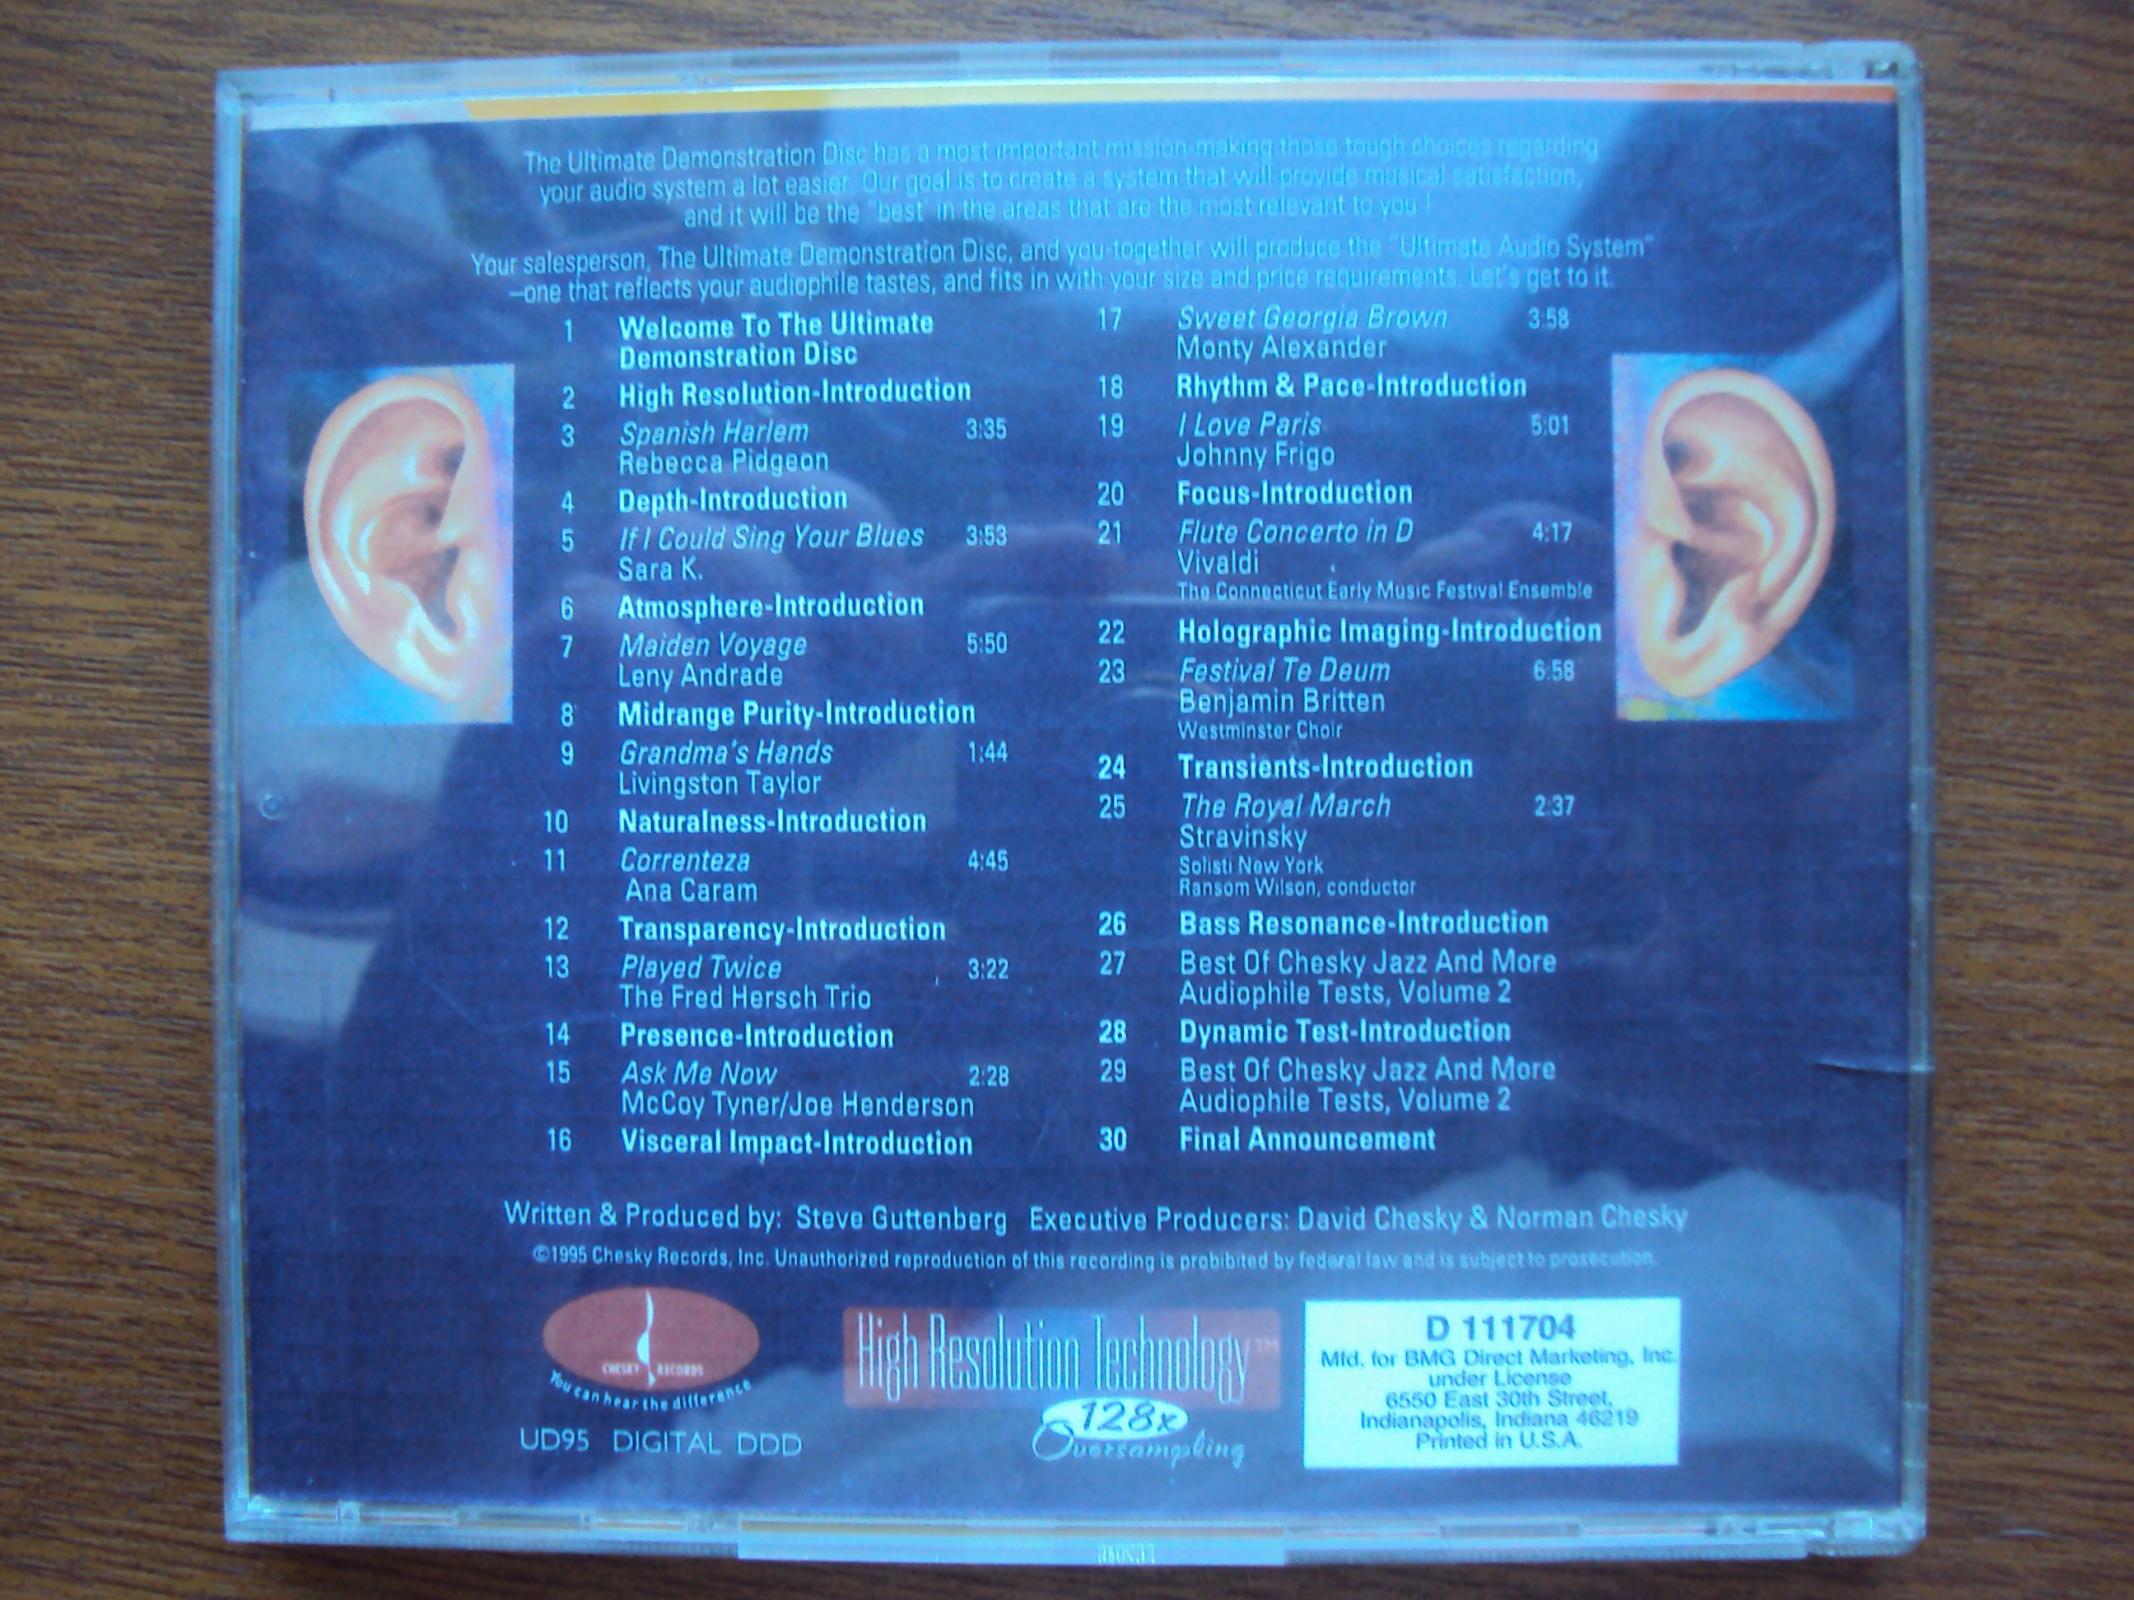 The Ultimate Demonstration Disc has a most important mission-making those tough choices regarding
your audio system a lot easier. Our goal is to create a system that will provide musical satisfaction,
and it will be the "best" in the areas that are the most relevant to you !
Your salesperson, The Ultimate Demonstration Disc, and you-together will produce the "Ultimate Audio System"
–one that reflects your audiophile tastes, and fits in with your size and price requirements. Let's get to it.
1 Welcome To The Ultimate
Demonstration Disc
2 High Resolution-Introduction
3 Spanish Harlem 3:35
Rebecca Pidgeon
4 Depth-Introduction
5 If I Could Sing Your Blues 3:53
Sara K.
6 Atmosphere-Introduction
7 Maiden Voyage 5:50
Leny Andrade
8 Midrange Purity-Introduction
9 Grandma's Hands 1:44
Livingston Taylor
10 Naturalness-Introduction
11 Correnteza 4:45
Ana Caram
12 Transparency-Introduction
13 Played Twice 3:22
The Fred Hersch Trio
14 Presence-Introduction
15 Ask Me Now 2:28
McCoy Tyner/Joe Henderson
16 Visceral Impact-Introduction
17 Sweet Georgia Brown 3:58
Monty Alexander
18 Rhythm & Pace-Introduction
19 I Love Paris 5:01
Johnny Frigo
20 Focus-Introduction
21 Flute Concerto in D 4:17
Vivaldi
The Connecticut Early Music Festival Ensemble
22 Holographic Imaging-Introduction
23 Festival Te Deum 6:58
Benjamin Britten
Westminster Choir
24 Transients-Introduction
25 The Royal March 2:37
Stravinsky
Solisti New York
Ransom Wilson, conductor
26 Bass Resonance-Introduction
27 Best Of Chesky Jazz And More
Audiophile Tests, Volume 2
28 Dynamic Test-Introduction
29 Best Of Chesky Jazz And More
Audiophile Tests, Volume 2
30 Final Announcement
Written & Produced by: Steve Guttenberg Executive Producers: David Chesky & Norman Chesky
©1995 Chesky Records, Inc. Unauthorized reproduction of this recording is prohibited by federal law and is subject to prosecution.
CHESKY RECORDS
You can hear the difference
UD95 DIGITAL DDD
High Resolution Technology™
128x
Oversampling
D 111704
Mfd. for BMG Direct Marketing, Inc.
under License
6550 East 30th Street,
Indianapolis, Indiana 46219
Printed in U.S.A.